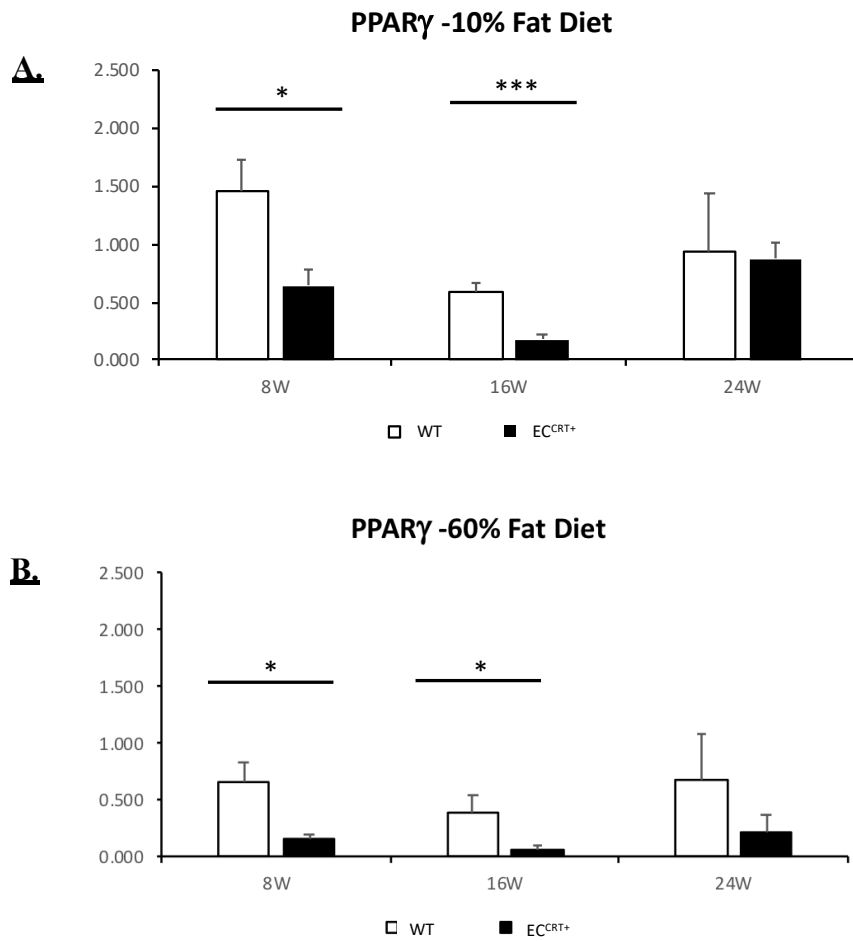 PPARγ -10% Fat Diet
A.
2.500
*
***
2.000
1.500
1.000
0.500
0.000
8W
16W
24W
WT
EC^CRT+
PPARγ -60% Fat Diet
B.
2.500
2.000
1.500
*
*
1.000
0.500
0.000
8W
16W
24W
WT
EC^CRT+